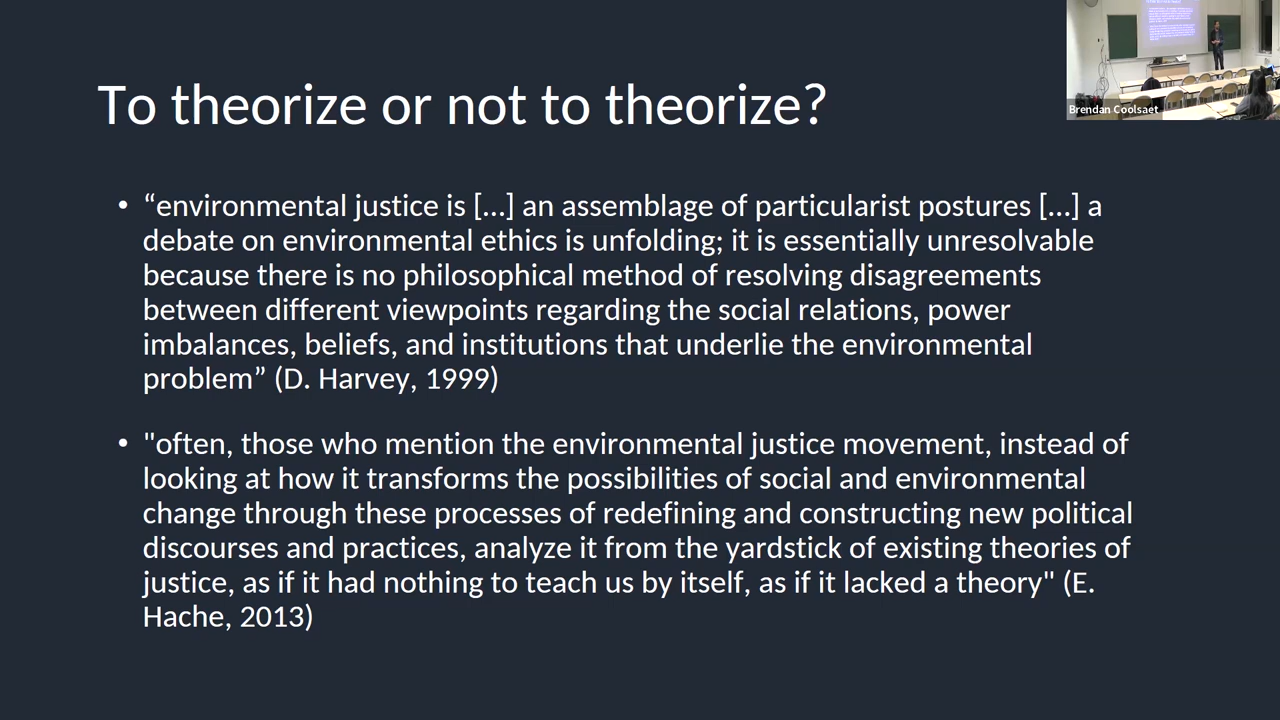 To theorize or not to theorize?
Brendan Coolsaet
• “environmental justice is [...] an assemblage of particularist postures [...] a
debate on environmental ethics is unfolding; it is essentially unresolvable
because there is no philosophical method of resolving disagreements
between different viewpoints regarding the social relations, power
imbalances, beliefs, and institutions that underlie the environmental
problem” (D. Harvey, 1999)
• "often, those who mention the environmental justice movement, instead of
looking at how it transforms the possibilities of social and environmental
change through these processes of redefining and constructing new political
discourses and practices, analyze it from the yardstick of existing theories of
justice, as if it had nothing to teach us by itself, as if it lacked a theory" (E.
Hache, 2013)